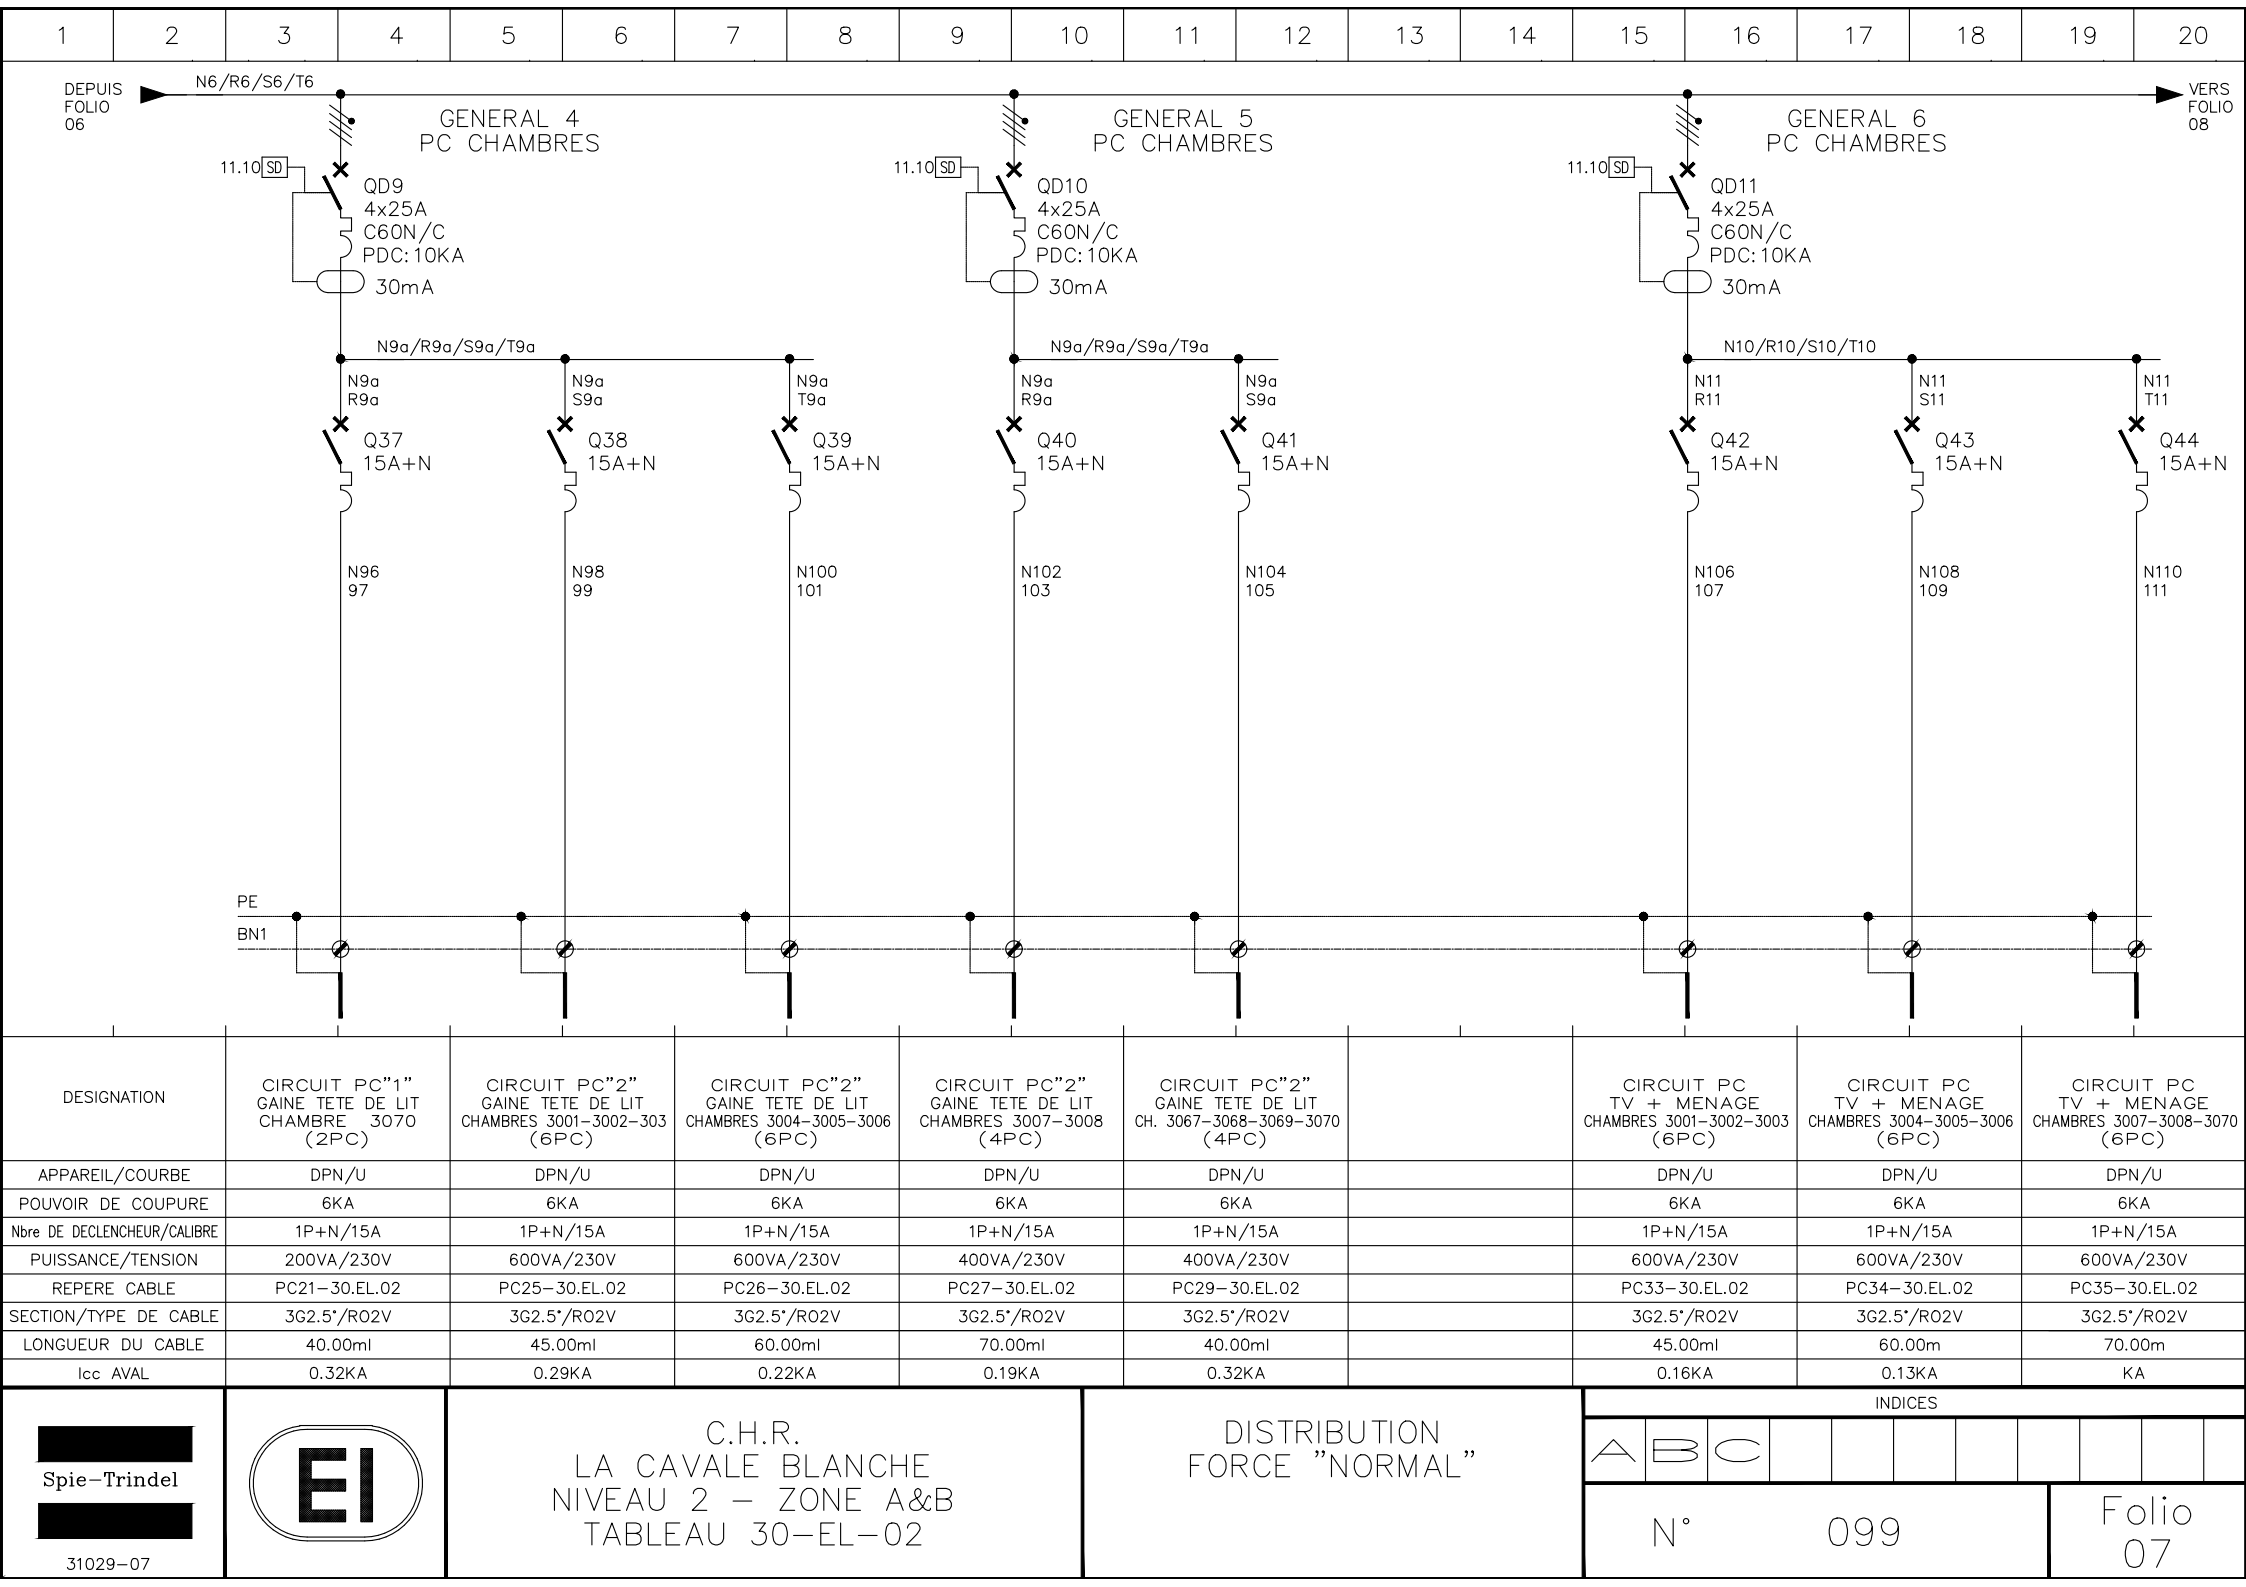 1 2 3 4 5 6 7 8 9 10 11 12 13 14 15 16 17 18 19 20
DEPUIS
FOLIO
06
N6/R6/S6/T6
VERS
FOLIO
08
GENERAL 4
PC CHAMBRES
GENERAL 5
PC CHAMBRES
GENERAL 6
PC CHAMBRES
11.10 SD
QD9
4x25A
C60N/C
PDC:10KA
30mA
11.10 SD
QD10
4x25A
C60N/C
PDC:10KA
30mA
11.10 SD
QD11
4x25A
C60N/C
PDC:10KA
30mA
N9a/R9a/S9a/T9a
N9a/R9a/S9a/T9a
N10/R10/S10/T10
N9a
R9a
Q37
15A+N
N96
97
N9a
S9a
Q38
15A+N
N98
99
N9a
T9a
Q39
15A+N
N100
101
N9a
R9a
Q40
15A+N
N102
103
N9a
S9a
Q41
15A+N
N104
105
N11
R11
Q42
15A+N
N106
107
N11
S11
Q43
15A+N
N108
109
N11
T11
Q44
15A+N
N110
111
PE
BN1
DESIGNATION
CIRCUIT PC"1"
GAINE TETE DE LIT
CHAMBRE 3070
(2PC)
CIRCUIT PC"2"
GAINE TETE DE LIT
CHAMBRES 3001-3002-303
(6PC)
CIRCUIT PC"2"
GAINE TETE DE LIT
CHAMBRES 3004-3005-3006
(6PC)
CIRCUIT PC"2"
GAINE TETE DE LIT
CHAMBRES 3007-3008
(4PC)
CIRCUIT PC"2"
GAINE TETE DE LIT
CH. 3067-3068-3069-3070
(4PC)
CIRCUIT PC
TV + MENAGE
CHAMBRES 3001-3002-3003
(6PC)
CIRCUIT PC
TV + MENAGE
CHAMBRES 3004-3005-3006
(6PC)
CIRCUIT PC
TV + MENAGE
CHAMBRES 3007-3008-3070
(6PC)
APPAREIL/COURBE DPN/U DPN/U DPN/U DPN/U DPN/U DPN/U DPN/U DPN/U
POUVOIR DE COUPURE 6KA 6KA 6KA 6KA 6KA 6KA 6KA 6KA
Nbre DE DECLENCHEUR/CALIBRE 1P+N/15A 1P+N/15A 1P+N/15A 1P+N/15A 1P+N/15A 1P+N/15A 1P+N/15A 1P+N/15A
PUISSANCE/TENSION 200VA/230V 600VA/230V 600VA/230V 400VA/230V 400VA/230V 600VA/230V 600VA/230V 600VA/230V
REPERE CABLE PC21-30.EL.02 PC25-30.EL.02 PC26-30.EL.02 PC27-30.EL.02 PC29-30.EL.02 PC33-30.EL.02 PC34-30.EL.02 PC35-30.EL.02
SECTION/TYPE DE CABLE 3G2.5°/RO2V 3G2.5°/RO2V 3G2.5°/RO2V 3G2.5°/RO2V 3G2.5°/RO2V 3G2.5°/RO2V 3G2.5°/RO2V 3G2.5°/RO2V
LONGUEUR DU CABLE 40.00ml 45.00ml 60.00ml 70.00ml 40.00ml 45.00ml 60.00m 70.00m
Icc AVAL 0.32KA 0.29KA 0.22KA 0.19KA 0.32KA 0.16KA 0.13KA KA
Spie-Trindel
31029-07
EI
C.H.R.
LA CAVALE BLANCHE
NIVEAU 2 - ZONE A&B
TABLEAU 30-EL-02
DISTRIBUTION
FORCE "NORMAL"
INDICES
A B C
N° 099
Folio
07